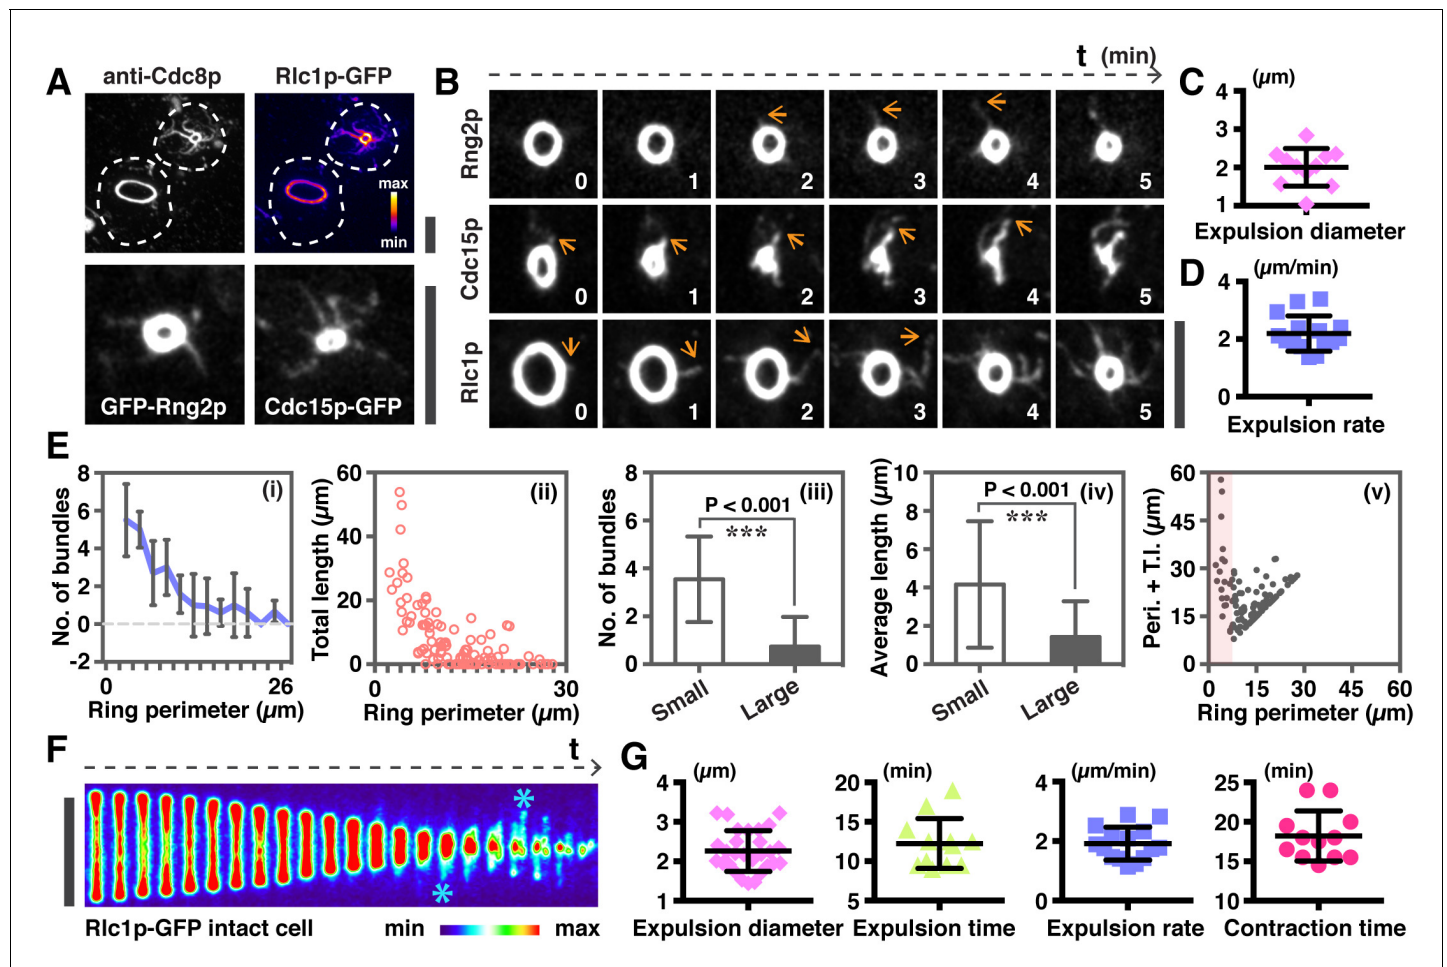 A
anti-Cdc8p
Rlc1p-GFP
max
min
GFP-Rng2p
Cdc15p-GFP
B
t (min)
Rng2p
0 1 2 3 4 5
Cdc15p
0 1 2 3 4 5
Rlc1p
0 1 2 3 4 5
C
(µm)
4
3
2
1
Expulsion diameter
D
(µm/min)
4
2
0
Expulsion rate
E
(i)
No. of bundles
8
4
0
-2
0 26
Ring perimeter (µm)
(ii)
Total length (µm)
60
40
20
0
0 30
Ring perimeter (µm)
(iii)
No. of bundles
8
6
4
2
0
P < 0.001
***
Small Large
(iv)
Average length (µm)
10
8
6
4
2
0
P < 0.001
***
Small Large
(v)
Peri. + T.l. (µm)
60
45
30
15
0
0 15 30 45 60
Ring perimeter (µm)
F
t
*
*
Rlc1p-GFP intact cell
min max
G
(µm)
4
3
2
1
Expulsion diameter
(min)
20
15
10
5
Expulsion time
(µm/min)
4
2
0
Expulsion rate
(min)
25
20
15
10
Contraction time